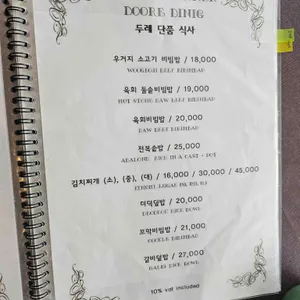 DOORE DINIG
두레 단품 식사
우거지 소고기 비빔밥 / 18,000
육회 돌솥비빔밥 / 19,000
HOT STONE RAW BEEF BIBIMBAP
육회비빔밥 / 20,000
RAW BEEF BIBIMBAP
전복솥밥 / 25,000
ABALONE RICE IN A CAST - POT
김치찌개 (소), (중), (대) / 16,000 / 30,000 / 45,000
더덕덮밥 / 20,000
DEODEOK RICE BOWL
꼬막비빔밥 / 21,000
COCKLE BIBIMBAP
갈비덮밥 / 27,000
GALBI RICE BOWL
10% vat included